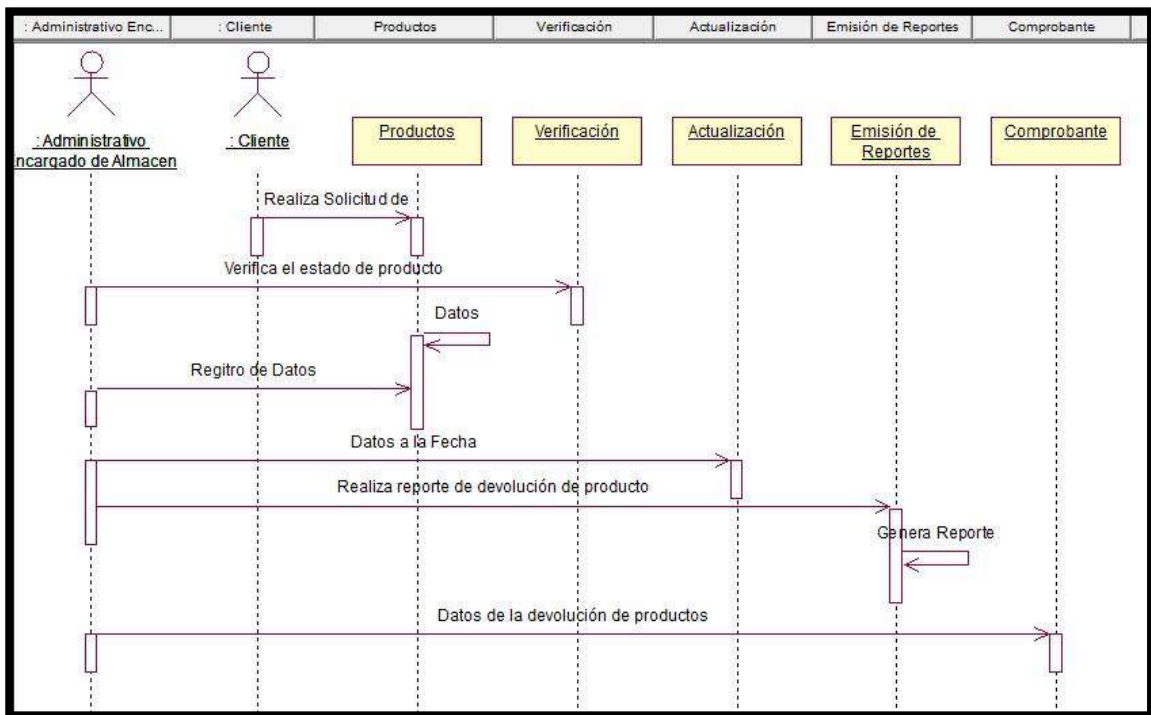 : Administrativo Enc...
: Cliente
Productos
Verificación
Actualización
Emisión de Reportes
Comprobante
: Administrativo
ncargado de Almacen
: Cliente
Productos
Verificación
Actualización
Emisión de
Reportes
Comprobante
Realiza Solicitud de
Verifica el estado de producto
Datos
Regitro de Datos
Datos a la Fecha
Realiza reporte de devolución de producto
Genera Reporte
Datos de la devolución de productos